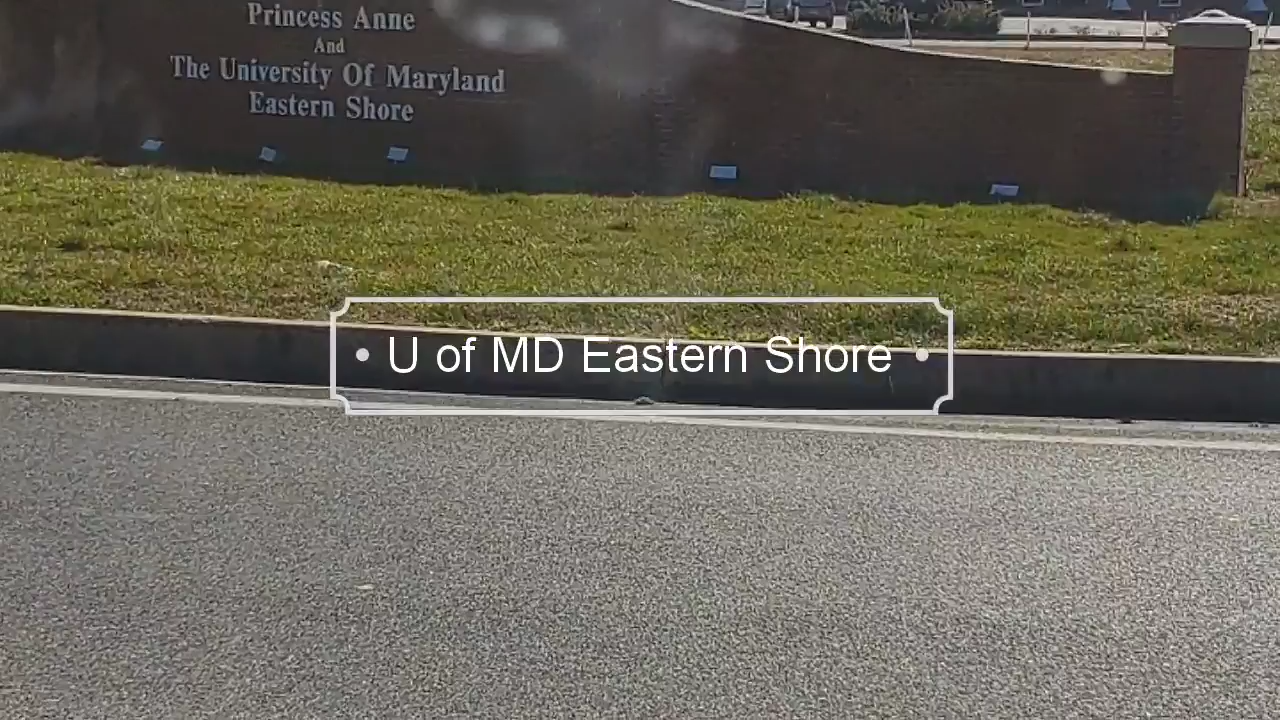 Princess Anne
And
The University Of Maryland
Eastern Shore
• U of MD Eastern Shore •